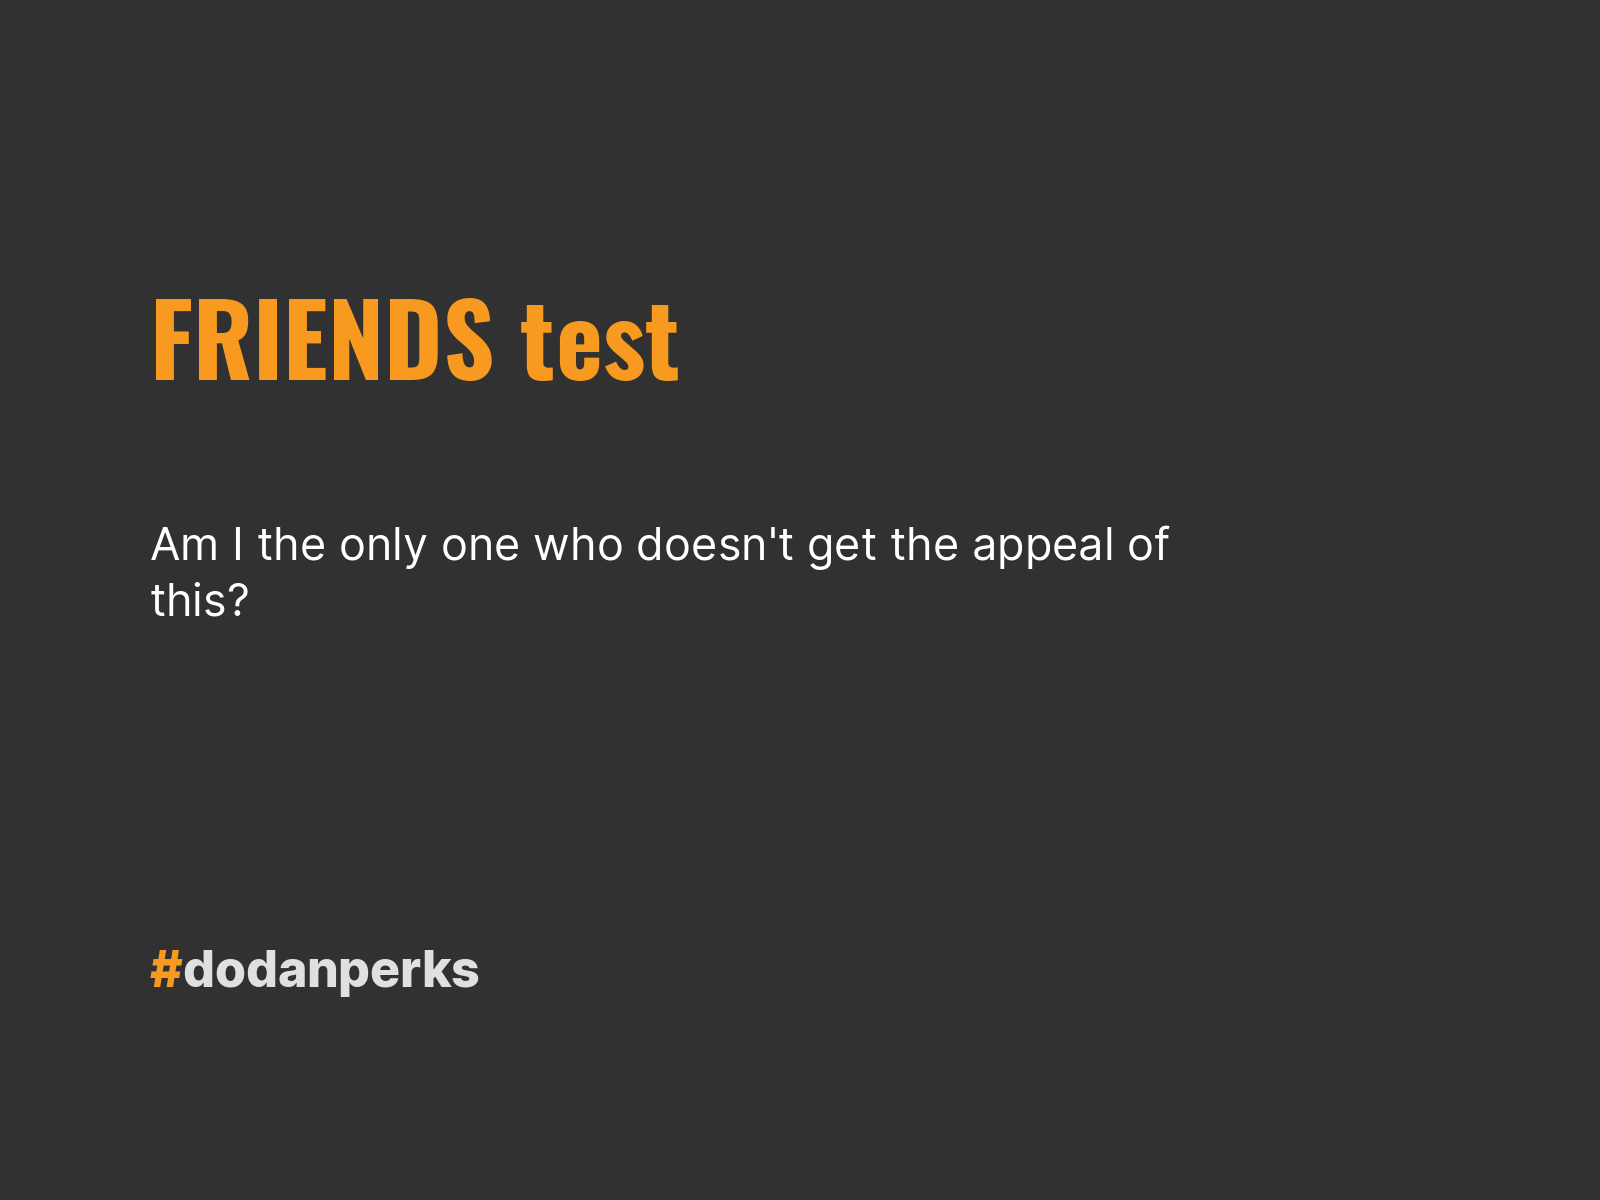 FRIENDS test
Am I the only one who doesn't get the appeal of
this?
#dodanperks